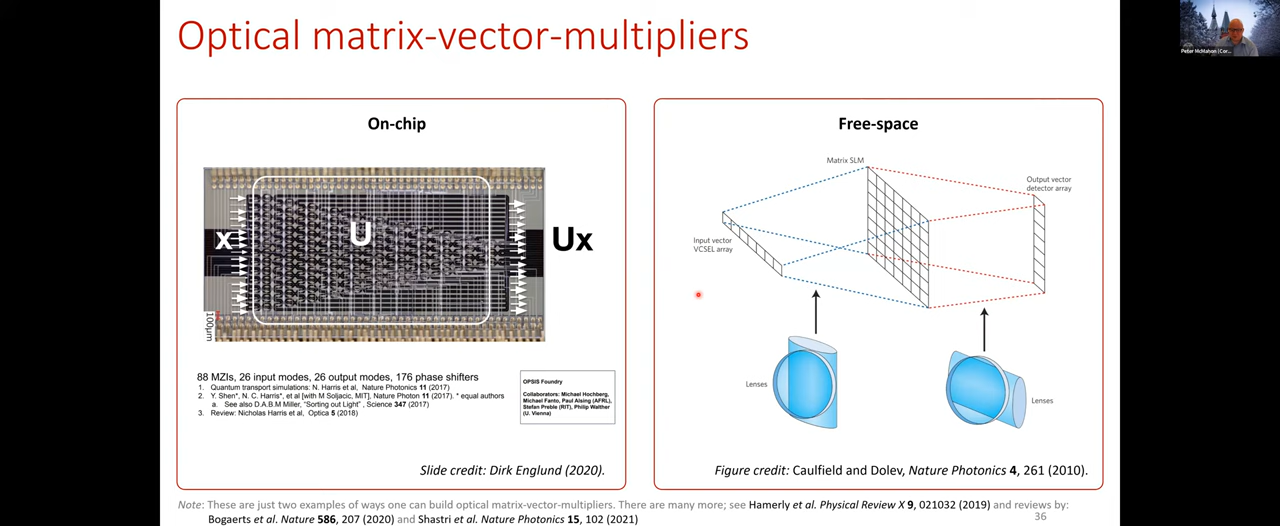 Optical matrix-vector-multipliers
Peter McMahon (Cor...
On-chip
x
U
Ux
100μm
88 MZIs, 26 input modes, 26 output modes, 176 phase shifters
1. Quantum transport simulations: N. Harris et al, Nature Photonics 11 (2017)
2. Y. Shen*, N. C. Harris*, et al [with M Soljacic, MIT], Nature Photon 11 (2017). * equal authors
a. See also D.A.B.M Miller, "Sorting out Light" , Science 347 (2017)
3. Review: Nicholas Harris et al, Optica 5 (2018)
OPSIS Foundry
Collaborators: Michael Hochberg,
Michael Fanto, Paul Alsing (AFRL),
Stefan Preble (RIT), Philip Walther
(U. Vienna)
Slide credit: Dirk Englund (2020).
Free-space
Matrix SLM
Output vector
detector array
Input vector
VCSEL array
Lenses
Lenses
Figure credit: Caulfield and Dolev, Nature Photonics 4, 261 (2010).
Note: These are just two examples of ways one can build optical matrix-vector-multipliers. There are many more; see Hamerly et al. Physical Review X 9, 021032 (2019) and reviews by:
Bogaerts et al. Nature 586, 207 (2020) and Shastri et al. Nature Photonics 15, 102 (2021)
36